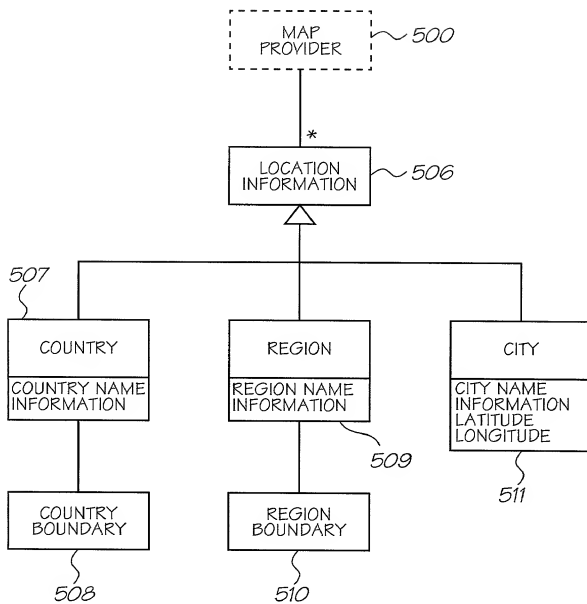 MAP
PROVIDER
500
*
LOCATION
INFORMATION
506
507
COUNTRY
COUNTRY NAME
INFORMATION
REGION
REGION NAME
INFORMATION
509
CITY
CITY NAME
INFORMATION
LATITUDE
LONGITUDE
511
COUNTRY
BOUNDARY
508
REGION
BOUNDARY
510